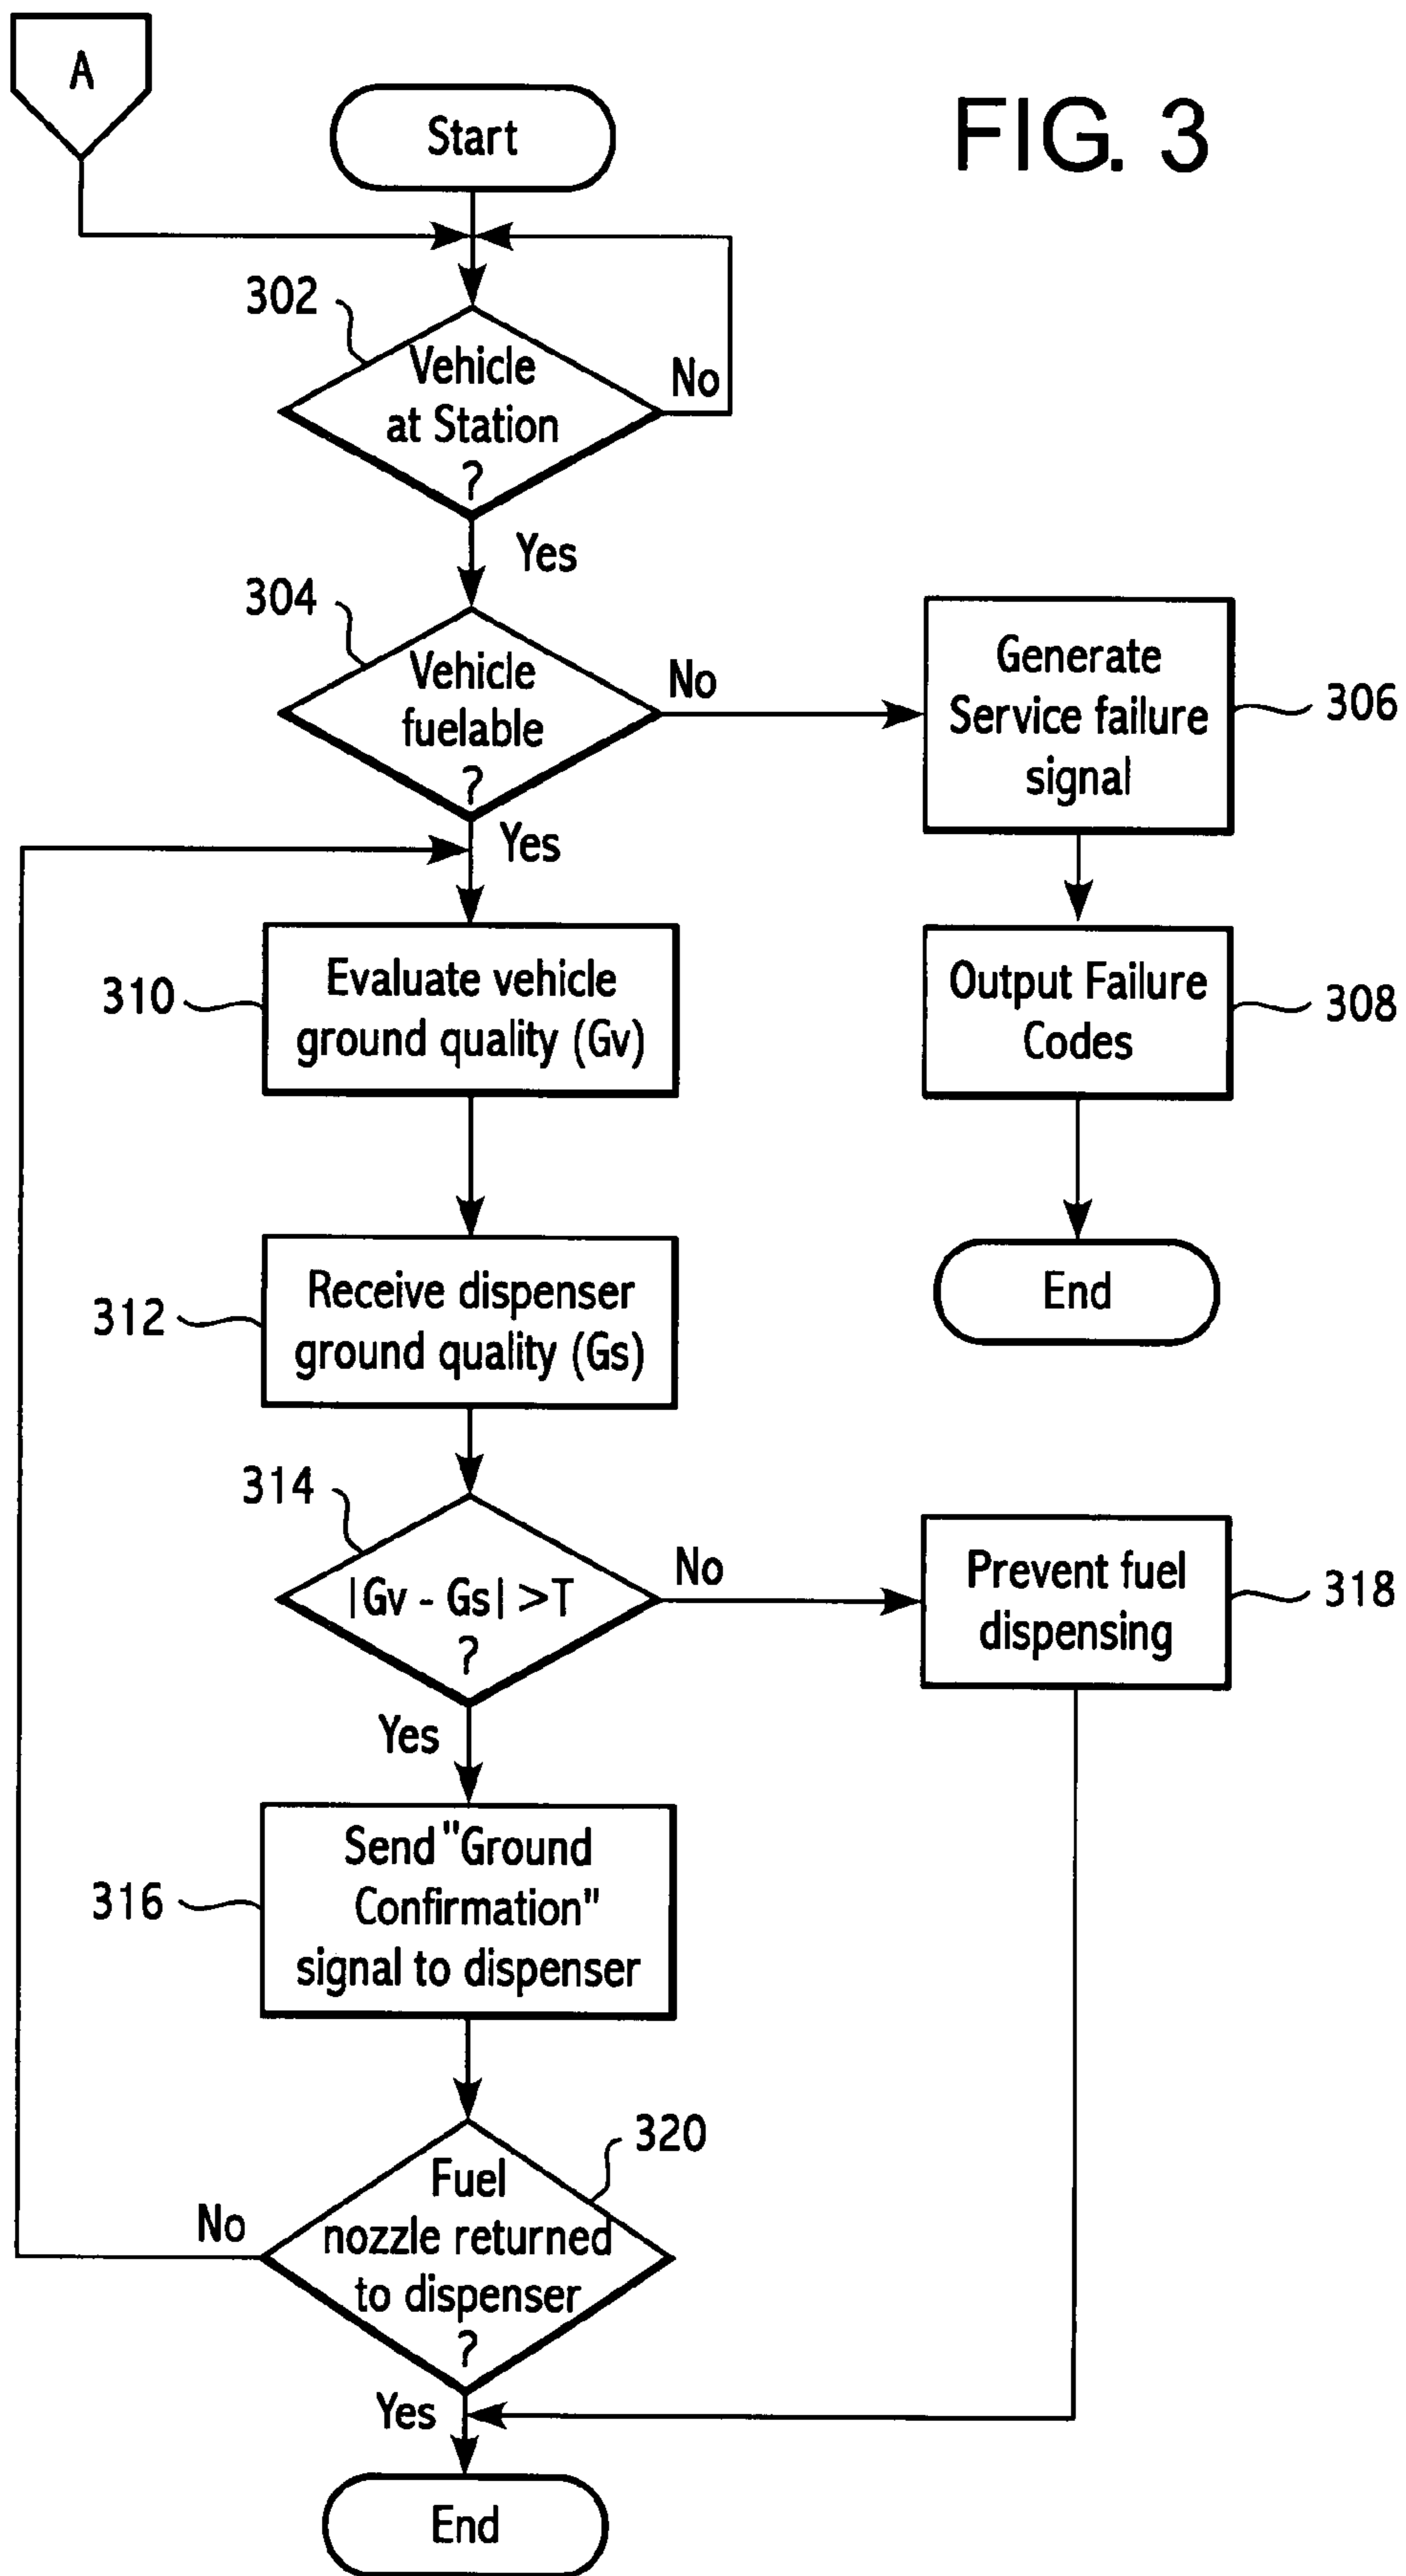 A
Start
FIG. 3
302
Vehicle
at Station
?
No
Yes
304
Vehicle
fuelable
?
No
Generate
Service failure
signal
306
Yes
310
Evaluate vehicle
ground quality (Gv)
Output Failure
Codes
308
312
Receive dispenser
ground quality (Gs)
End
314
|Gv - Gs| >T
?
No
Prevent fuel
dispensing
318
Yes
316
Send "Ground
Confirmation"
signal to dispenser
320
Fuel
nozzle returned
to dispenser
?
No
Yes
End